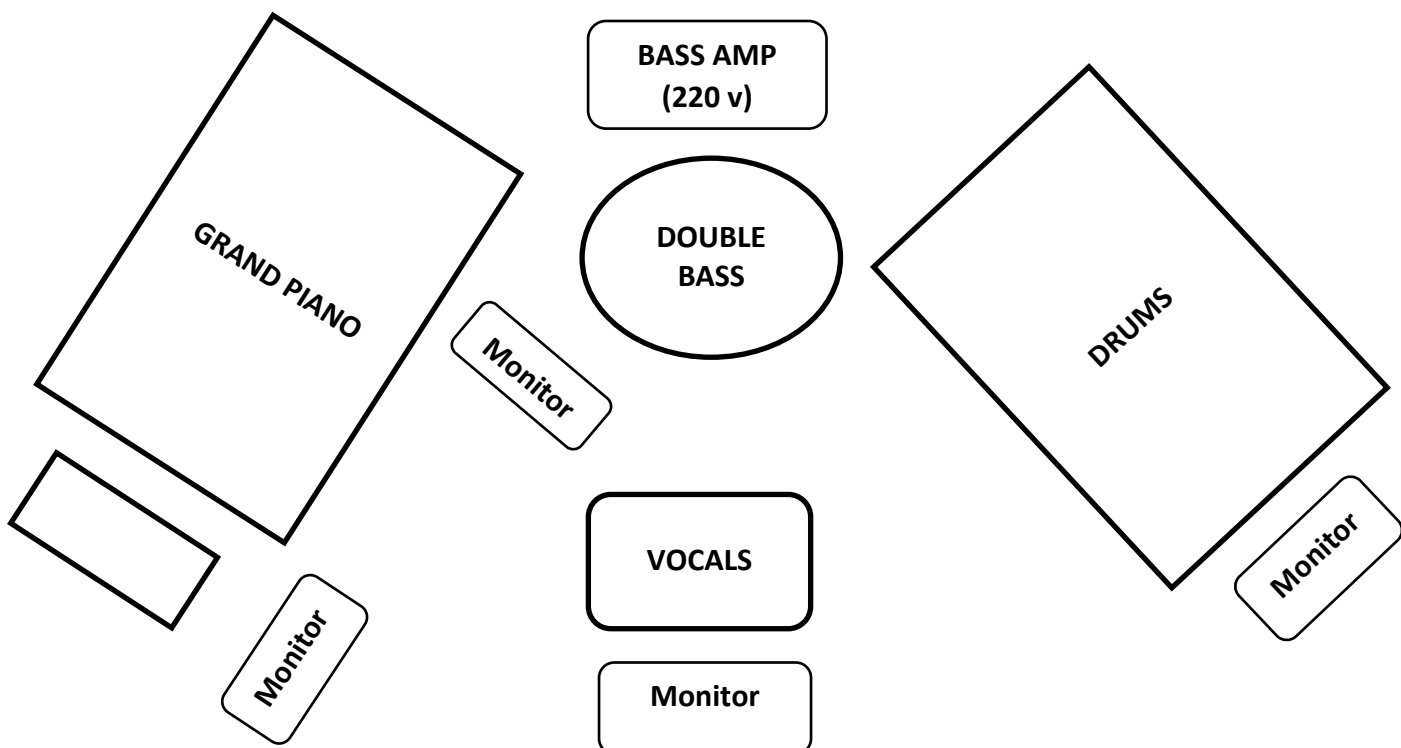 BASS AMP
(220 v)
GRAND PIANO
DOUBLE
BASS
DRUMS
Monitor
VOCALS
Monitor
Monitor
Monitor